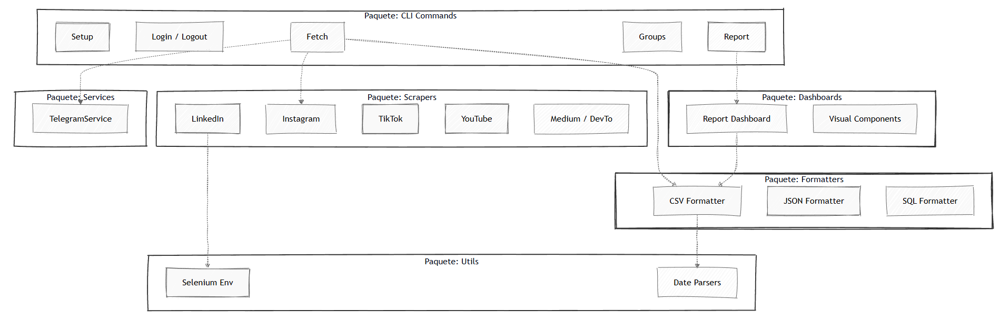 Paquete: CLI Commands
Setup
Login / Logout
Fetch
Groups
Report
Paquete: Services
TelegramService
Paquete: Scrapers
LinkedIn
Instagram
TikTok
YouTube
Medium / DevTo
Paquete: Dashboards
Report Dashboard
Visual Components
Paquete: Formatters
CSV Formatter
JSON Formatter
SQL Formatter
Paquete: Utils
Selenium Env
Date Parsers